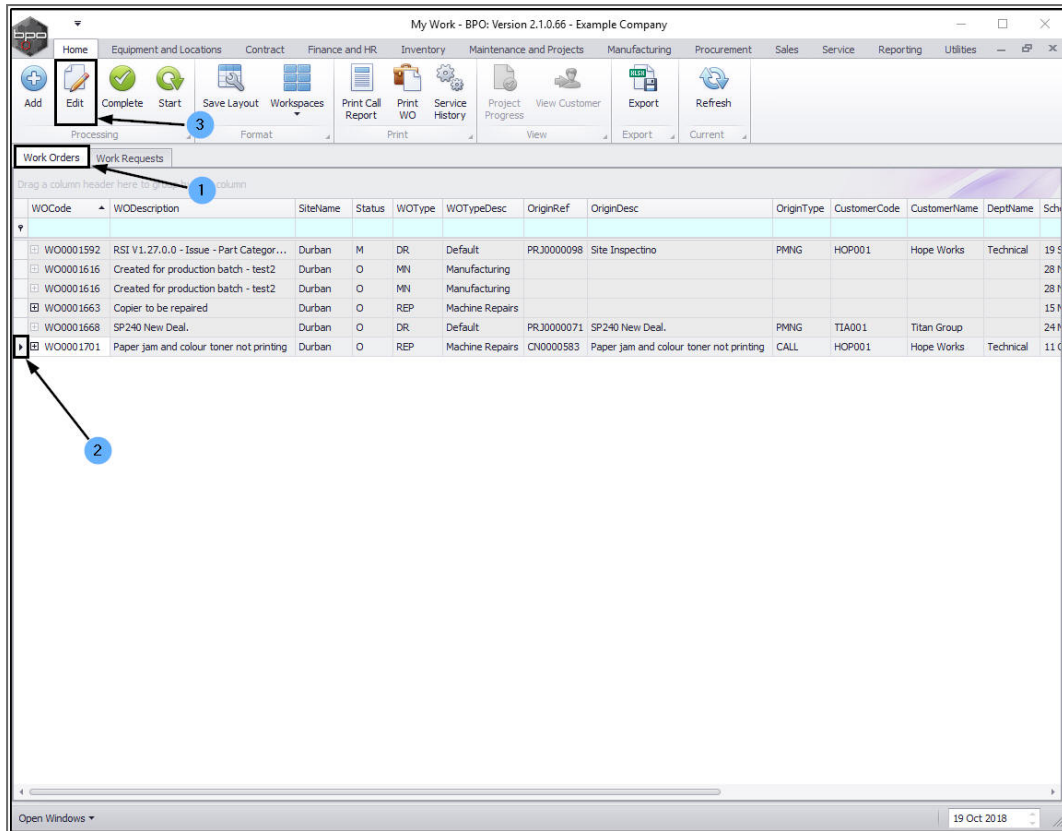 bpo
My Work - BPO: Version 2.1.0.66 - Example Company
Home Equipment and Locations Contract Finance and HR Inventory Maintenance and Projects Manufacturing Procurement Sales Service Reporting Utilities
Add Edit Complete Start Save Layout Workspaces Print Call Report Print WO Service History Project Progress View Customer Export Refresh
Processing Format Print View Export Current
3
Work Orders Work Requests
1
Drag a column header here to group by column
WOCode WODescription SiteName Status WOType WOTypeDesc OriginRef OriginDesc OriginType CustomerCode CustomerName DeptName Sch
WO0001592 RSI V1.27.0.0 - Issue - Part Categor... Durban M DR Default PRJ0000098 Site Inspectino PMNG HOP001 Hope Works Technical 19 S
WO0001616 Created for production batch - test2 Durban O MN Manufacturing 28 N
WO0001616 Created for production batch - test2 Durban O MN Manufacturing 28 N
WO0001663 Copier to be repaired Durban O REP Machine Repairs 15 N
WO0001668 SP240 New Deal. Durban O DR Default PRJ0000071 SP240 New Deal. PMNG TIA001 Titan Group 24 N
WO0001701 Paper jam and colour toner not printing Durban O REP Machine Repairs CN0000583 Paper jam and colour toner not printing CALL HOP001 Hope Works Technical 11
2
Open Windows 19 Oct 2018